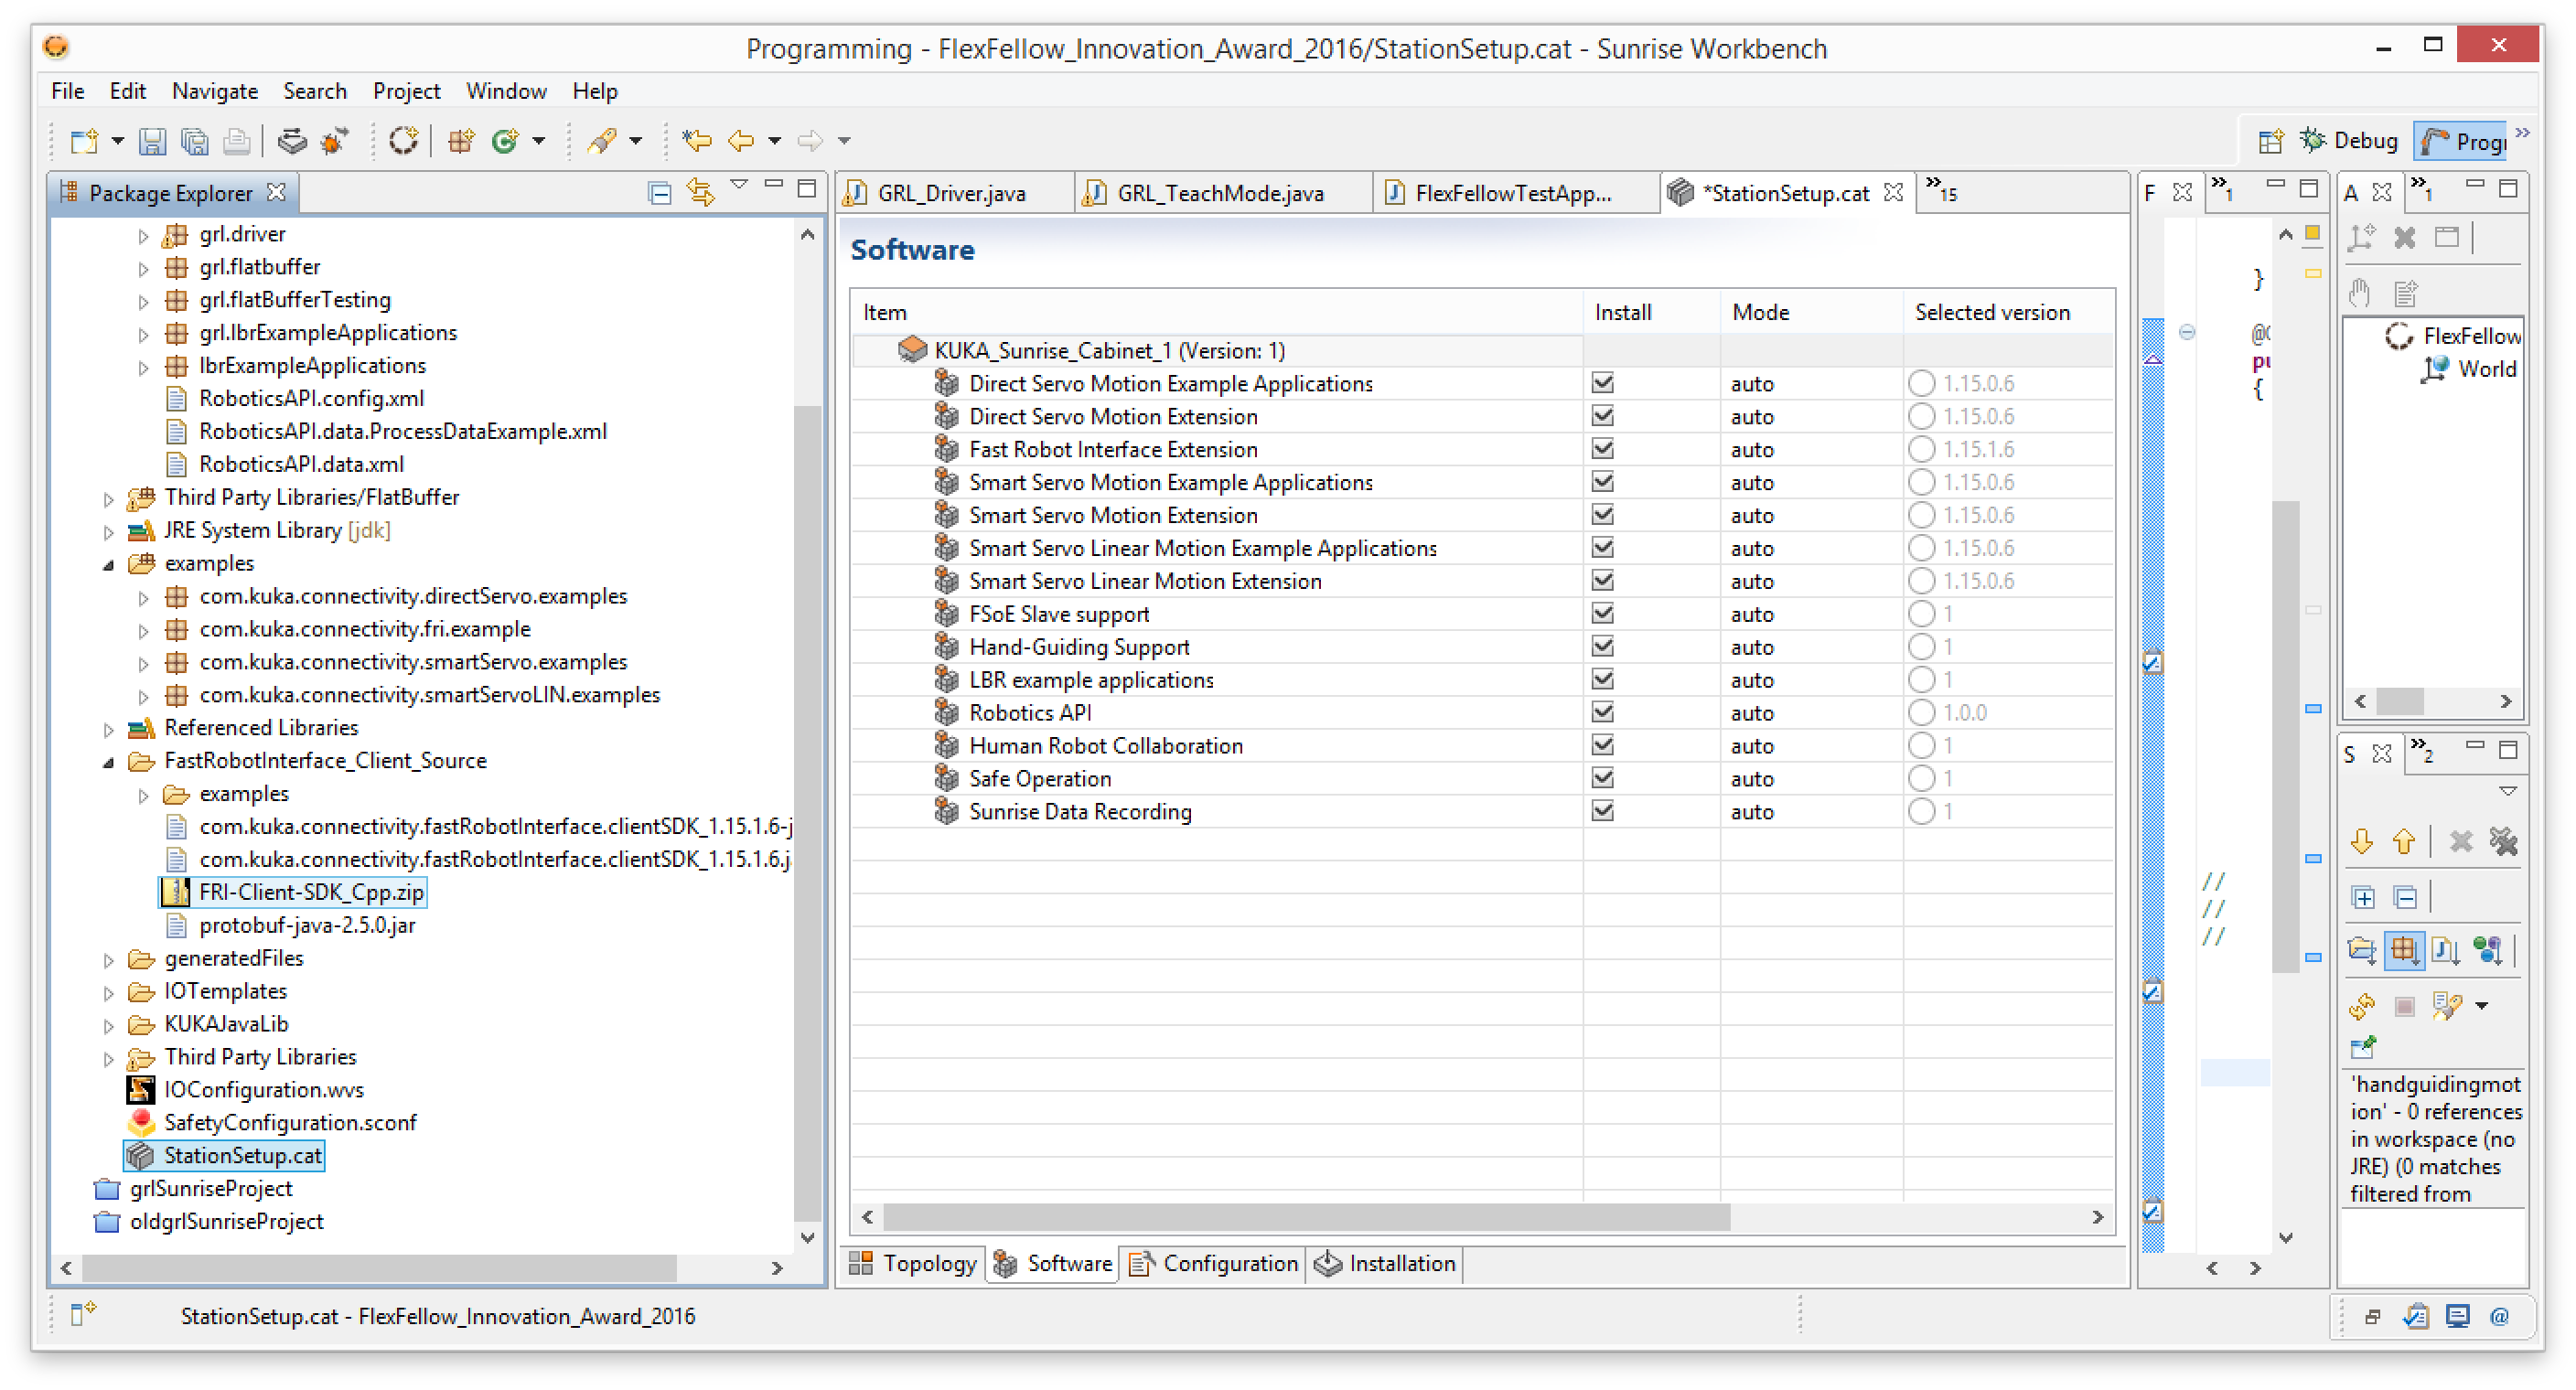 Programming - FlexFellow_Innovation_Award_2016/StationSetup.cat - Sunrise Workbench
File Edit Navigate Search Project Window Help
Debug
Progr
Package Explorer
grl.driver
grl.flatbuffer
grl.flatBufferTesting
grl.lbrExampleApplications
lbrExampleApplications
RoboticsAPI.config.xml
RoboticsAPI.data.ProcessDataExample.xml
RoboticsAPI.data.xml
Third Party Libraries/FlatBuffer
JRE System Library [jdk]
examples
com.kuka.connectivity.directServo.examples
com.kuka.connectivity.fri.example
com.kuka.connectivity.smartServo.examples
com.kuka.connectivity.smartServoLIN.examples
Referenced Libraries
FastRobotInterface_Client_Source
examples
com.kuka.connectivity.fastRobotInterface.clientSDK_1.15.1.6-j
com.kuka.connectivity.fastRobotInterface.clientSDK_1.15.1.6.j
FRI-Client-SDK_Cpp.zip
protobuf-java-2.5.0.jar
generatedFiles
IOTemplates
KUKAJavaLib
Third Party Libraries
IOConfiguration.wvs
SafetyConfiguration.sconf
StationSetup.cat
grlSunriseProject
oldgrlSunriseProject
GRL_Driver.java GRL_TeachMode.java FlexFellowTestApp... *StationSetup.cat »15
Software
Item Install Mode Selected version
KUKA_Sunrise_Cabinet_1 (Version: 1)
Direct Servo Motion Example Applications auto 1.15.0.6
Direct Servo Motion Extension auto 1.15.0.6
Fast Robot Interface Extension auto 1.15.1.6
Smart Servo Motion Example Applications auto 1.15.0.6
Smart Servo Motion Extension auto 1.15.0.6
Smart Servo Linear Motion Example Applications auto 1.15.0.6
Smart Servo Linear Motion Extension auto 1.15.0.6
FSoE Slave support auto 1
Hand-Guiding Support auto 1
LBR example applications auto 1
Robotics API auto 1.0.0
Human Robot Collaboration auto 1
Safe Operation auto 1
Sunrise Data Recording auto 1
Topology Software Configuration Installation
F »1
}
@
pu
{
//
//
//
A »1
FlexFellow
World
S »2
'handguidingmot
ion' - 0 references
in workspace (no
JRE) (0 matches
filtered from
StationSetup.cat - FlexFellow_Innovation_Award_2016